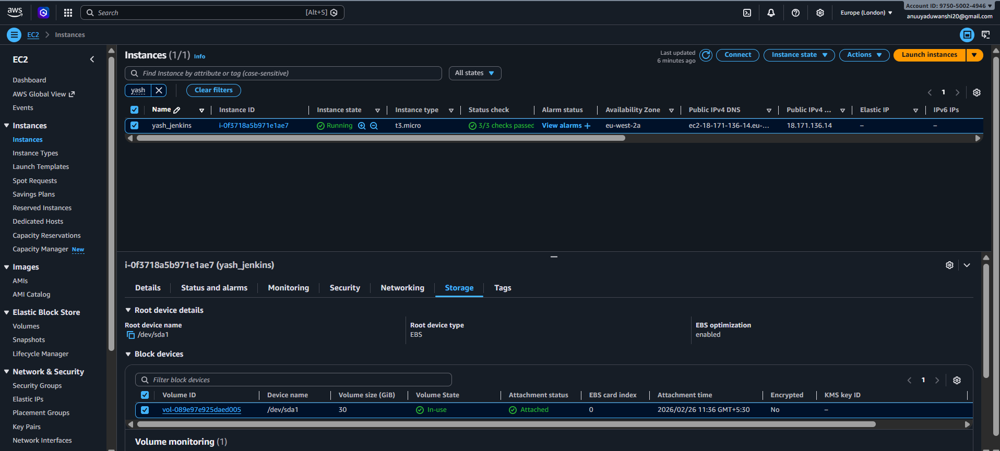 aws
Search [Alt+S]
Europe (London)
Account ID: 9750-5002-4946
anuuyaduwanshi20@gmail.com
EC2 Instances
EC2
Dashboard
AWS Global View
Events
Instances
Instances
Instance Types
Launch Templates
Spot Requests
Savings Plans
Reserved Instances
Dedicated Hosts
Capacity Reservations
Capacity Manager New
Images
AMIs
AMI Catalog
Elastic Block Store
Volumes
Snapshots
Lifecycle Manager
Network & Security
Security Groups
Elastic IPs
Placement Groups
Key Pairs
Network Interfaces
Instances (1/1) Info
Last updated
6 minutes ago
Connect Instance state Actions Launch instances
Find Instance by attribute or tag (case-sensitive) All states
yash Clear filters
1
Name Instance ID Instance state Instance type Status check Alarm status Availability Zone Public IPv4 DNS Public IPv4 ... Elastic IP IPv6 IPs
yash_jenkins i-0f3718a5b971e1ae7 Running t3.micro 3/3 checks passed View alarms + eu-west-2a ec2-18-171-136-14.eu-... 18.171.136.14 – –
i-0f3718a5b971e1ae7 (yash_jenkins)
Details Status and alarms Monitoring Security Networking Storage Tags
Root device details
Root device name Root device type EBS optimization
/dev/sda1 EBS enabled
Block devices
Filter block devices
1
Volume ID Device name Volume size (GiB) Volume State Attachment status EBS card index Attachment time Encrypted KMS key ID
vol-089e97e925daed005 /dev/sda1 30 In-use Attached 0 2026/02/26 11:36 GMT+5:30 No –
Volume monitoring (1)